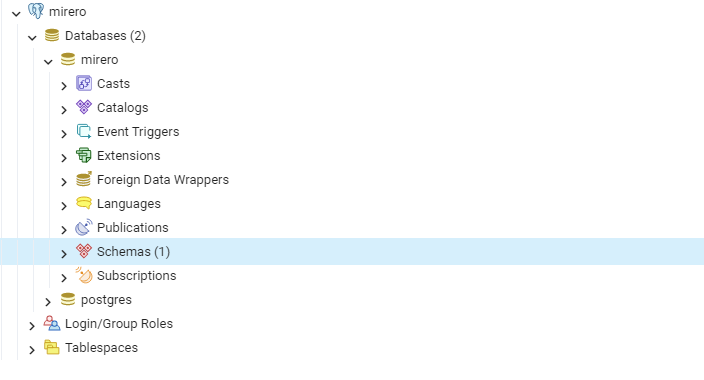 mirero
Databases (2)
mirero
Casts
Catalogs
Event Triggers
Extensions
Foreign Data Wrappers
Languages
Publications
Schemas (1)
Subscriptions
postgres
Login/Group Roles
Tablespaces